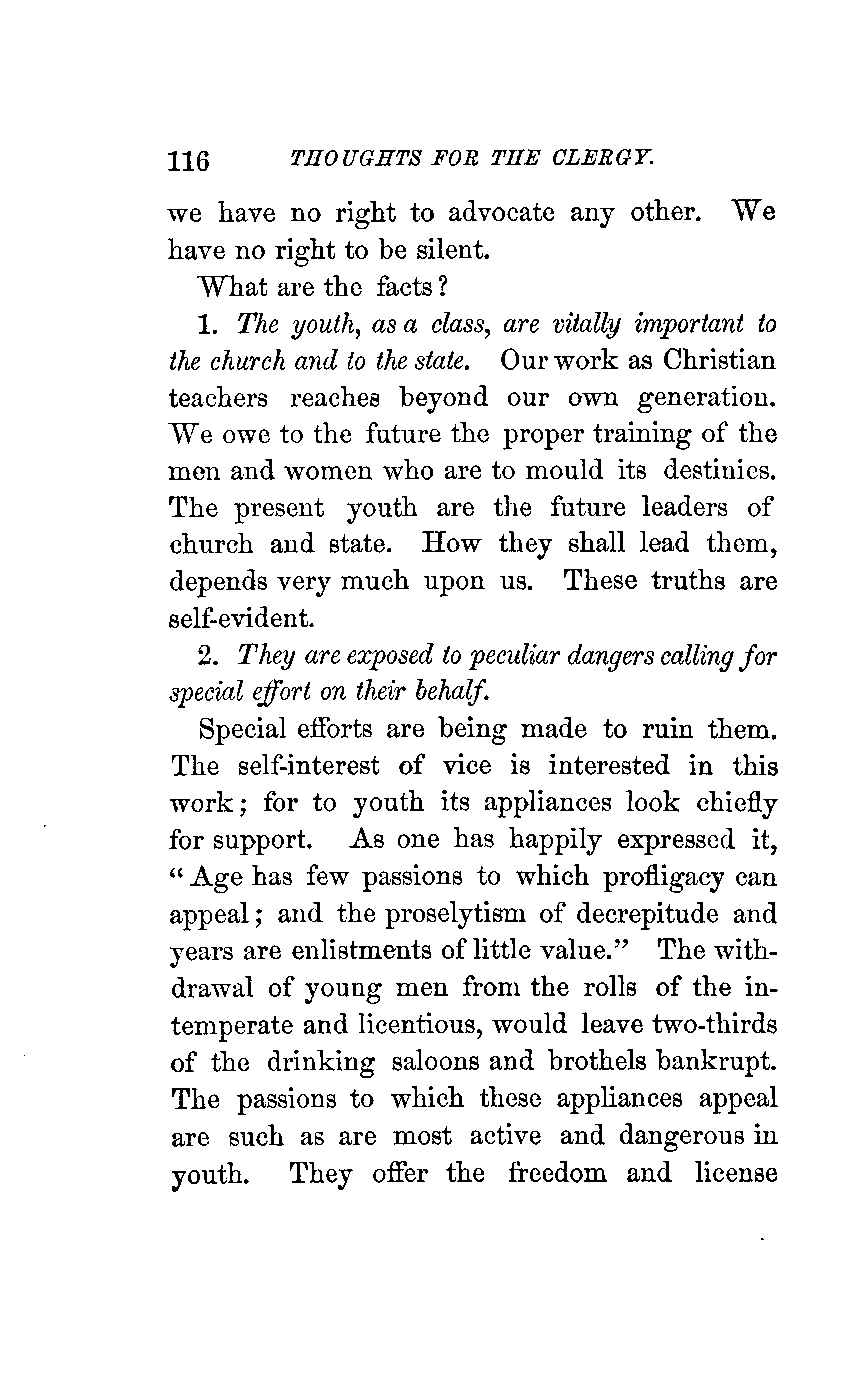 116 THOUGHTS FOR THE CLERGY.
we have no right to advocate any other. We
have no right to be silent.
What are the facts?
1. The youth, as a class, are vitally important to
the church and to the state. Our work as Christian
teachers reaches beyond our own generation.
We owe to the future the proper training of the
men and women who are to mould its destinies.
The present youth are the future leaders of
church and state. How they shall lead them,
depends very much upon us. These truths are
self-evident.
2. They are exposed to peculiar dangers calling for
special effort on their behalf.
Special efforts are being made to ruin them.
The self-interest of vice is interested in this
work; for to youth its appliances look chiefly
for support. As one has happily expressed it,
“Age has few passions to which profligacy can
appeal; and the proselytism of decrepitude and
years are enlistments of little value.” The with-
drawal of young men from the rolls of the in-
temperate and licentious, would leave two-thirds
of the drinking saloons and brothels bankrupt.
The passions to which these appliances appeal
are such as are most active and dangerous in
youth. They offer the freedom and license